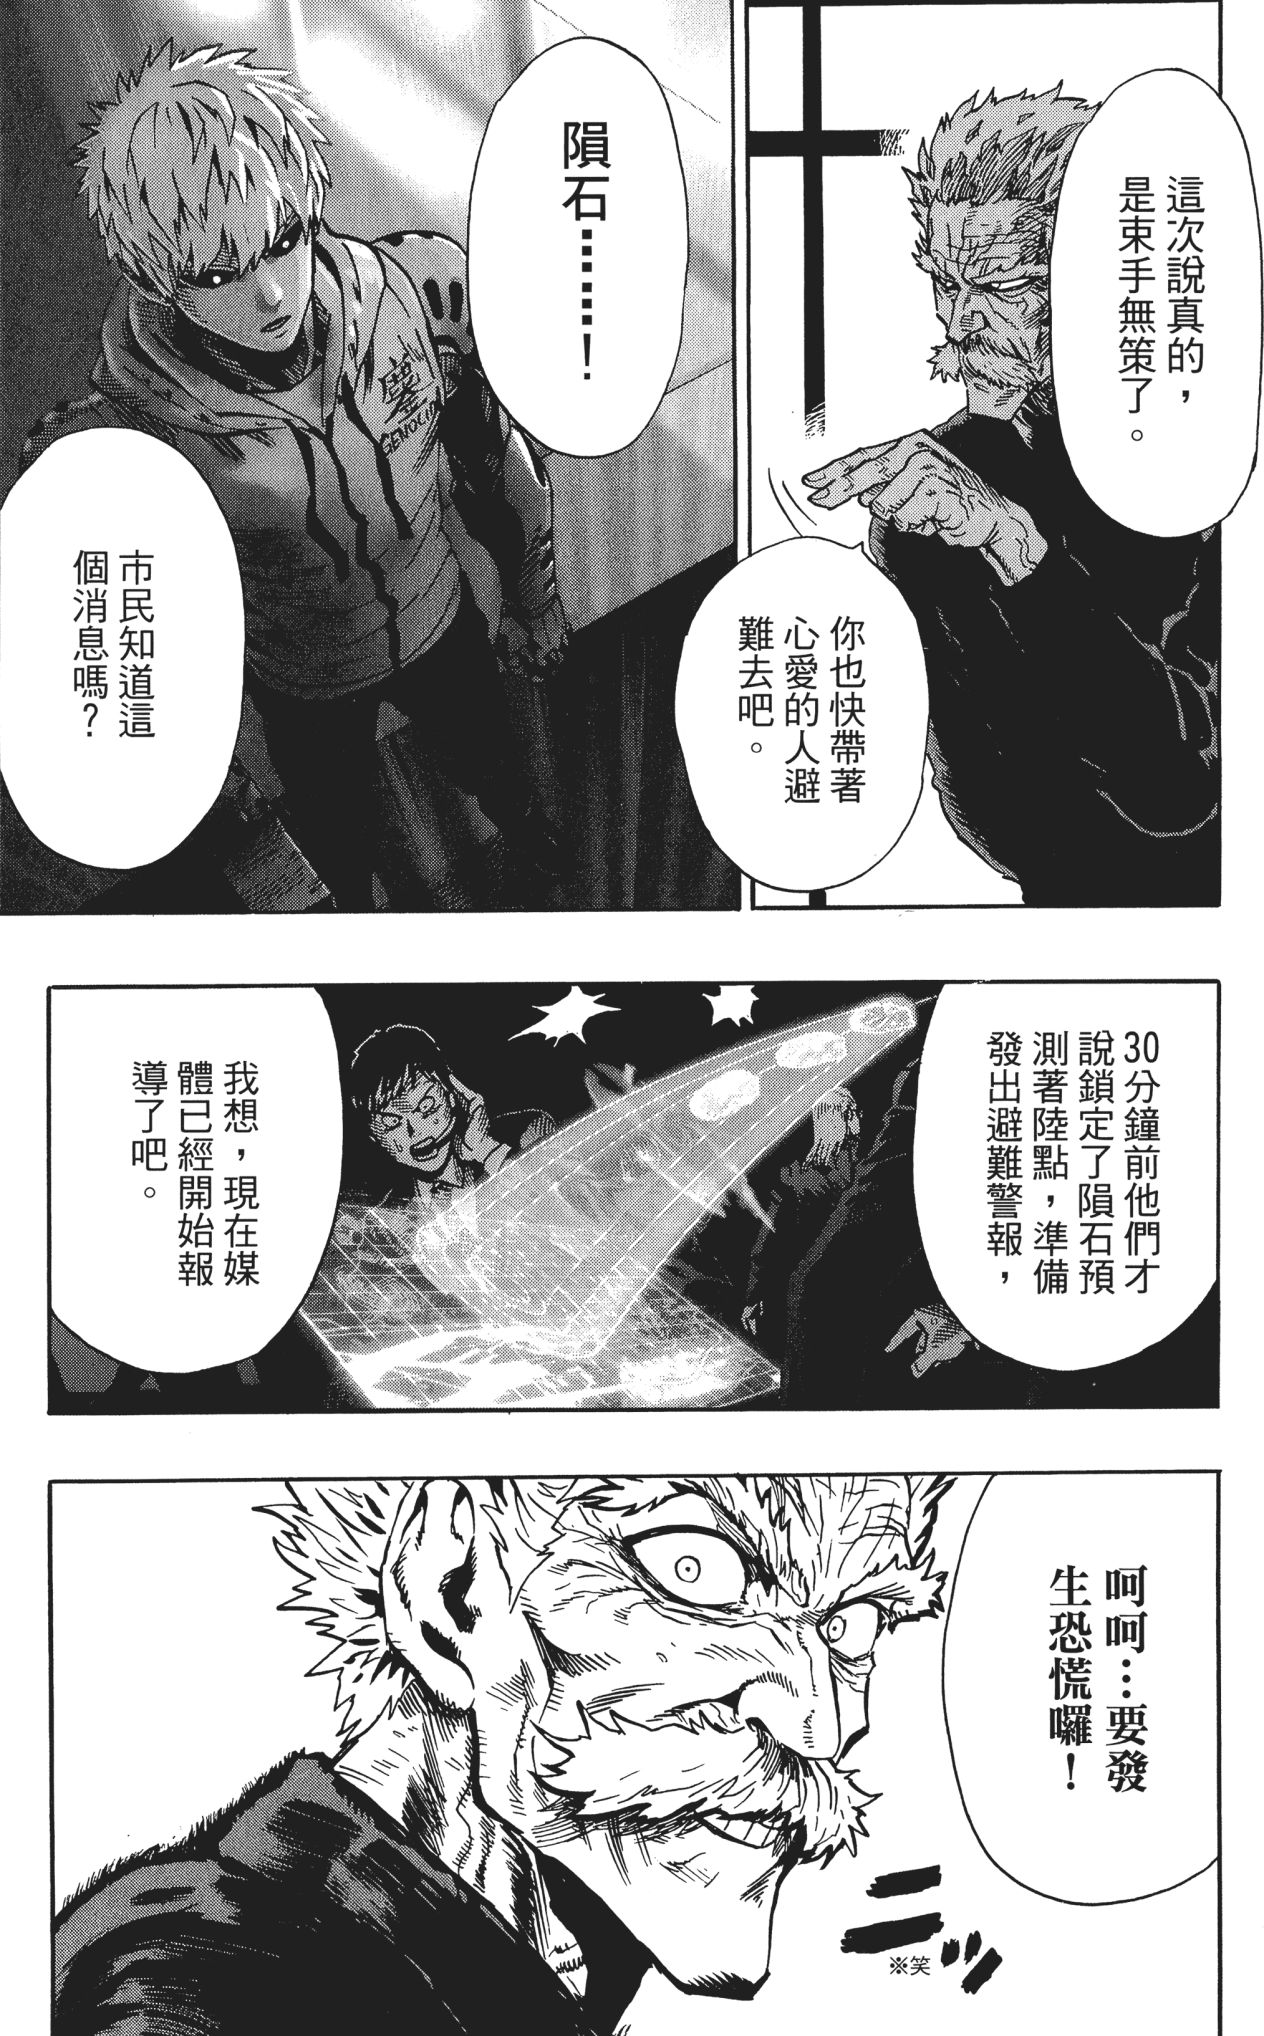 這次說真的，
是束手無策了。
你也快帶著
心愛的人避
難去吧。
隕石……！
鏖
GENOCIDE
市民知道這
個消息嗎？
30分鐘前他們才
說鎖定了隕石預
測著陸點，準備
發出避難警報，
我想，現在媒
體已經開始報
導了吧。
呵呵…要發
生恐慌囉！
ニッ
※笑